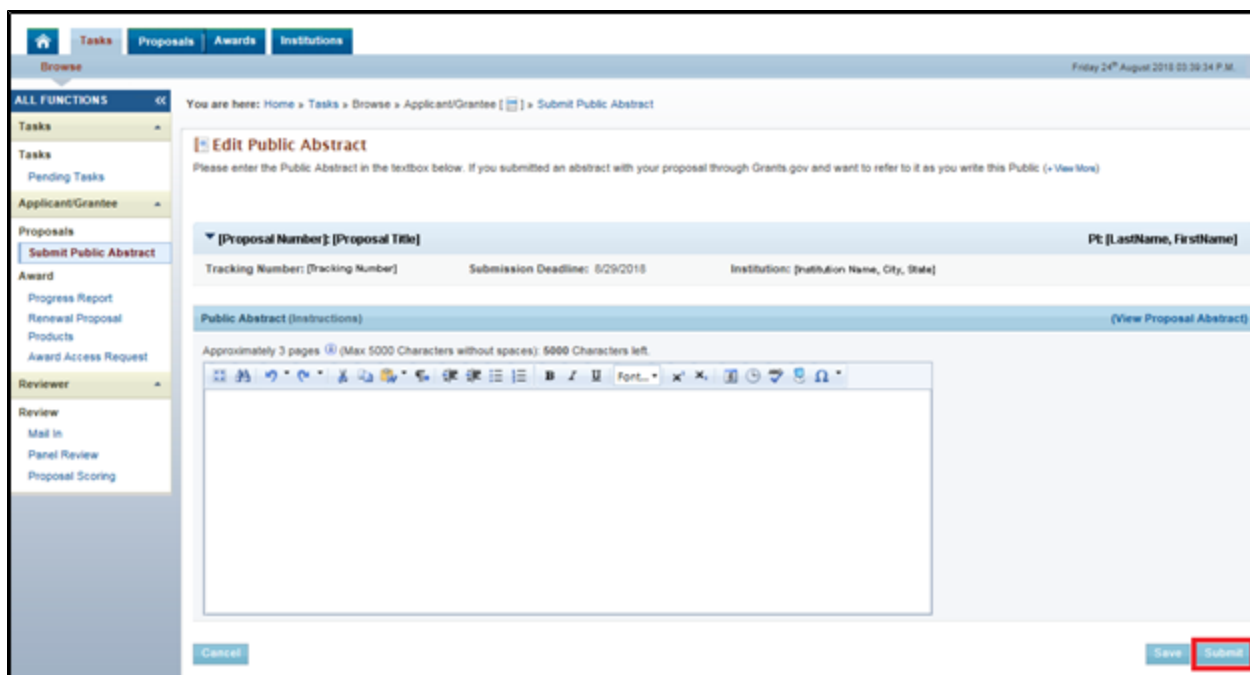 Tasks Proposals Awards Institutions
Browse
Friday 24th August 2018 03:39:34 P.M.
ALL FUNCTIONS «
You are here: Home » Tasks » Browse » Applicant/Grantee [ ] » Submit Public Abstract
Tasks
Edit Public Abstract
Tasks
Please enter the Public Abstract in the textbox below. If you submitted an abstract with your proposal through Grants.gov and want to refer to it as you write this Public (+ View More)
Pending Tasks
Applicant/Grantee
Proposals
Submit Public Abstract
[Proposal Number]: [Proposal Title] PI: [LastName, FirstName]
Award
Tracking Number: [Tracking Number] Submission Deadline: 8/29/2018 Institution: [Institution Name, City, State]
Progress Report
Renewal Proposal
Products
Award Access Request
Public Abstract (Instructions) (View Proposal Abstract)
Approximately 3 pages (Max 5000 Characters without spaces): 5000 Characters left.
Reviewer
B I U Font... x² x₂ Ω
Review
Mail In
Panel Review
Proposal Scoring
Cancel Save Submit